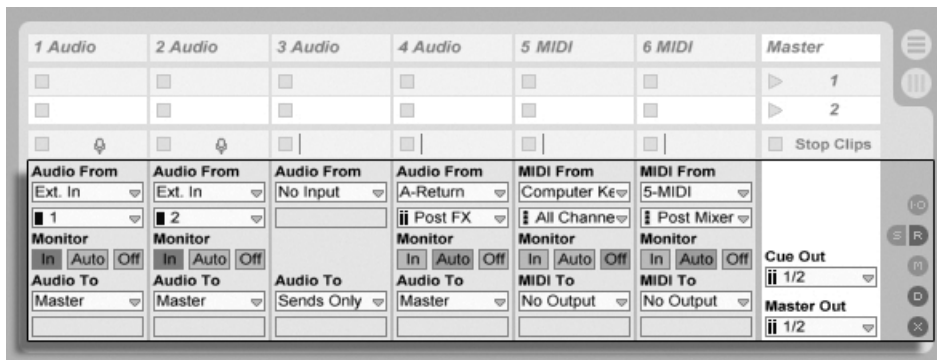 1 Audio 2 Audio 3 Audio 4 Audio 5 MIDI 6 MIDI Master
1
2
Stop Clips
Audio From Audio From Audio From Audio From MIDI From MIDI From
Ext. In Ext. In No Input A-Return Computer Ke 5-MIDI
1 2 Post FX All Channe Post Mixer
Monitor Monitor Monitor Monitor Monitor
In Auto Off In Auto Off In Auto Off In Auto Off In Auto Off
Audio To Audio To Audio To Audio To MIDI To MIDI To
Master Master Sends Only Master No Output No Output
Cue Out
1/2
Master Out
1/2
I-O
S R
M
D
X